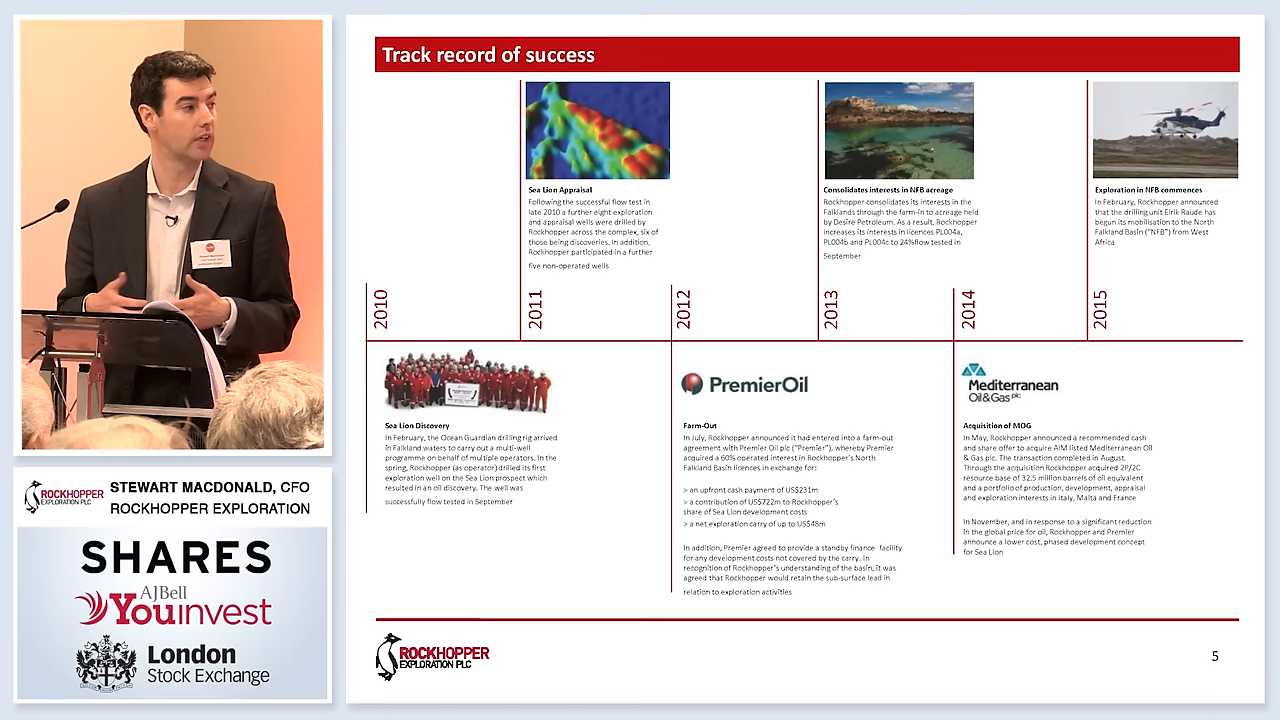 Track record of success
Sea Lion Appraisal
Following the successful flow test in
late 2010 a further eight exploration
and appraisal wells were drilled by
Rockhopper across the complex, six of
those being discoveries. In addition,
Rockhopper participated in a further
five non-operated wells
Consolidates interests in NFB acreage
Rockhopper consolidates its interests in the
Falklands through the farm-in to acreage held
by Desire Petroleum. As a result, Rockhopper
increases its interests in licences PL004a,
PL004b and PL004c to
flow tested in
September
Exploration in NFB commences
In February, Rockhopper announced
that the drilling unit Eirik Raude has
begun its mobilisation to the North
Falkland Basin ("NFB") from West
Africa
2010
2011
2012
2013
2014
2015
Sea Lion Discovery
In February, the Ocean Guardian drilling rig arrived
in Falkland waters to carry out a multi-well
programme on behalf of multiple operators. In the
spring, Rockhopper (as operator) drilled its first
exploration well on the Sea Lion prospect which
resulted in an oil discovery. The well was
successfully flow tested in September
PremierOil
Farm-Out
In July, Rockhopper announced it had entered into a farm-out
agreement with Premier Oil plc ("Premier"), whereby Premier
acquired a 60% operated interest in Rockhopper's North
Falkland Basin licences in exchange for:
> an upfront cash payment of US$231m
> a contribution of US$722m to Rockhopper's
share of Sea Lion development costs
> a net exploration carry of up to US$48m
In addition, Premier agreed to provide a standby finance facility
for any development costs not covered by the carry. In
recognition of Rockhopper's understanding of the basin, it was
agreed that Rockhopper would retain the sub-surface lead in
relation to exploration activities
Mediterranean
Oil&Gas plc
Acquisition of MOG
In May, Rockhopper announced a recommended cash
and share offer to acquire AIM listed Mediterranean Oil
& Gas plc. The transaction completed in August.
Through the acquisition Rockhopper acquired 2P/2C
resource base of 32.5 million barrels of oil equivalent
and a portfolio of production, development, appraisal
and exploration interests in Italy, Malta and France
In November, and in response to a significant reduction
in the global price for oil, Rockhopper and Premier
announce a lower cost, phased development concept
for Sea Lion
ROCKHOPPER
EXPLORATION PLC
5
ROCKHOPPER
EXPLORATION PLC
STEWART MACDONALD, CFO
ROCKHOPPER EXPLORATION
SHARES
AJBell
Youinvest
London
Stock Exchange